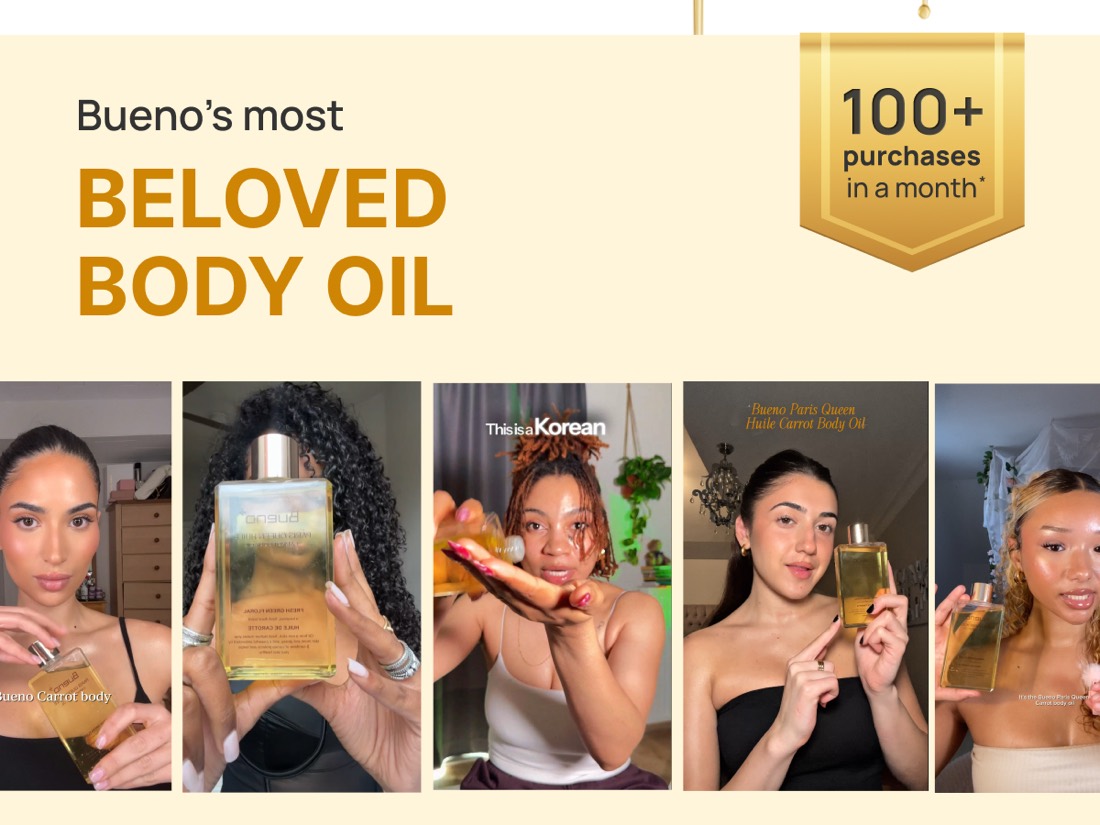 Bueno's most
BELOVED
BODY OIL
100+
purchases
in a month*
Bueno Carrot body
Bueno
FRESH GREEN FLORAL
HUILE DE CAROTTE
This is a Korean
"Bueno Paris Queen
Huile Carrot Body Oil
It's the Bueno Paris Queen
Carrot body oil